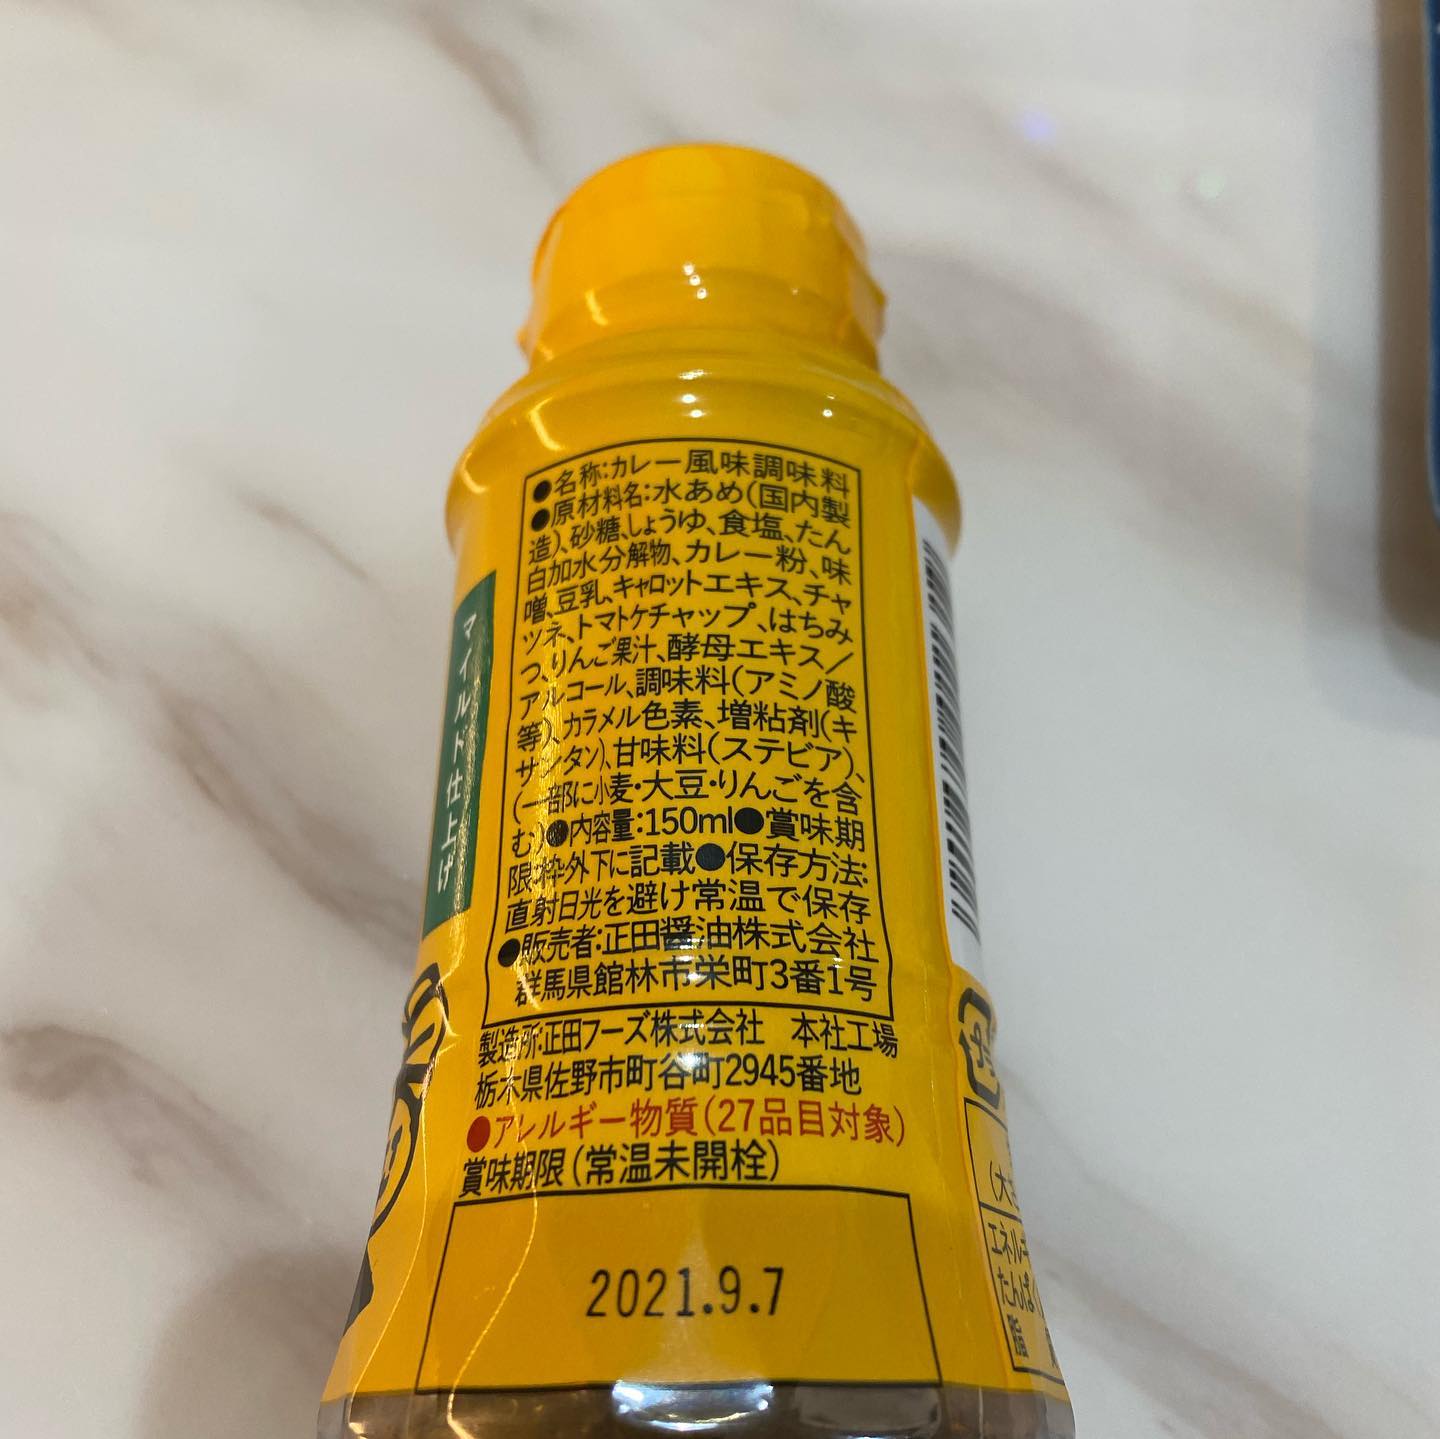 ●名称:カレー風味調味料
●原材料名:水あめ(国内製
造)、砂糖、しょうゆ、食塩、たん
白加水分解物、カレー粉、味
噌、豆乳、キャロットエキス、チャ
ツネ、トマトケチャップ、はちみ
つ、りんご果汁、酵母エキス／
アルコール、調味料(アミノ酸
等)、カラメル色素、増粘剤(キ
サンタン)、甘味料(ステビア)、
(一部に小麦・大豆・りんごを含
む)●内容量:150ml●賞味期
限:枠外下に記載●保存方法:
直射日光を避け常温で保存
●販売者:正田醤油株式会社
群馬県館林市栄町3番1号
製造所:正田フーズ株式会社 本社工場
栃木県佐野市町谷町2945番地
●アレルギー物質(27品目対象)
賞味期限(常温未開栓)
2021.9.7
マイルド仕上げ
(大
エネルギ
たんぱく
脂